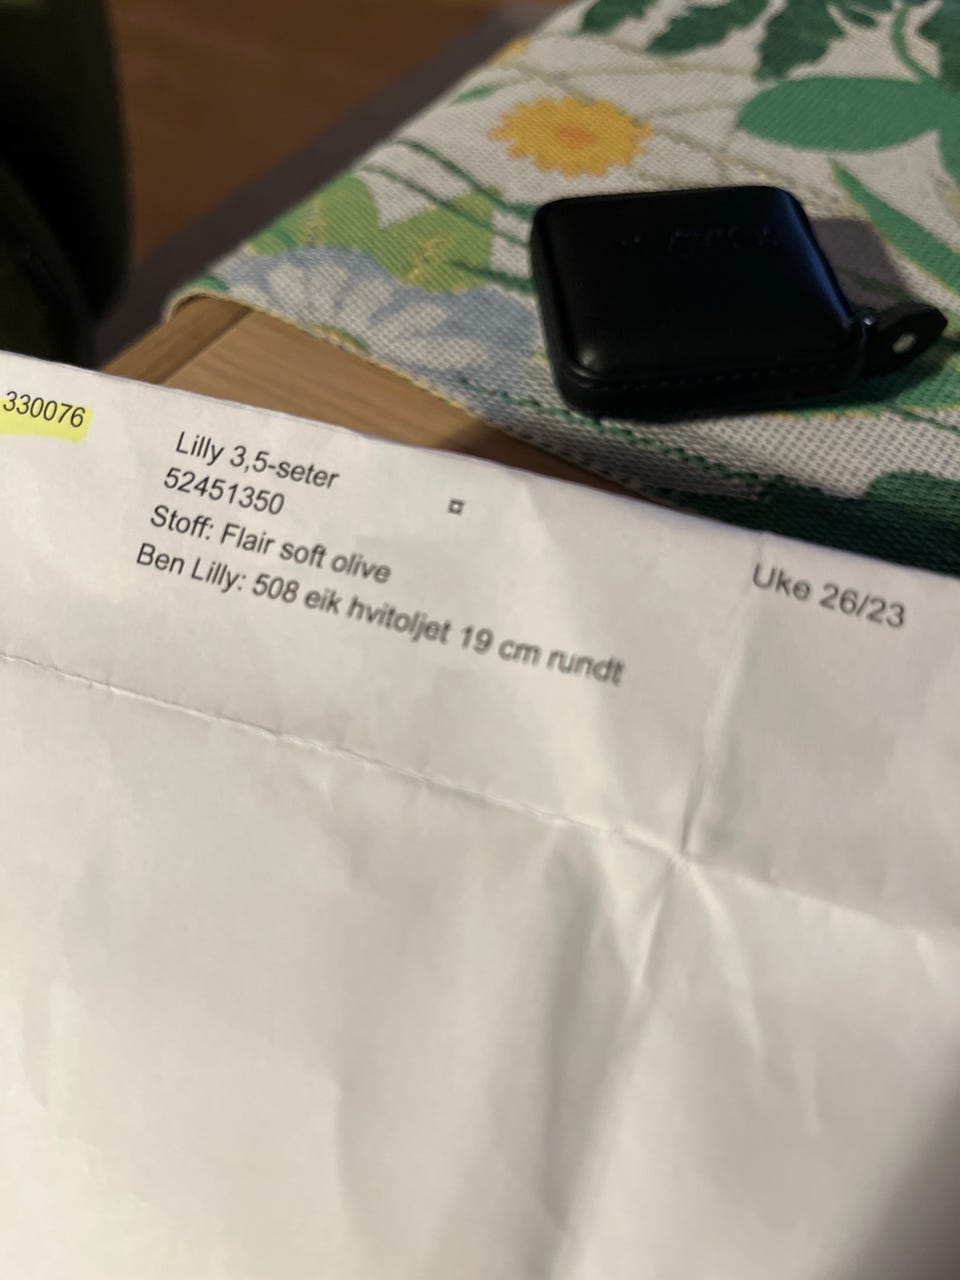 330076
Lilly 3,5-seter
52451350
¤
Stoff: Flair soft olive
Ben Lilly: 508 eik hvitoljet 19 cm rundt
Uke 26/23